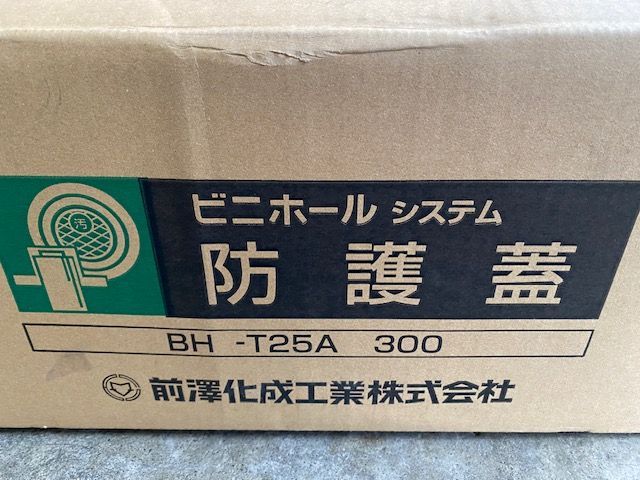 汚
ビニホール システム
防護蓋
BH -T25A 300
前澤化成工業株式会社